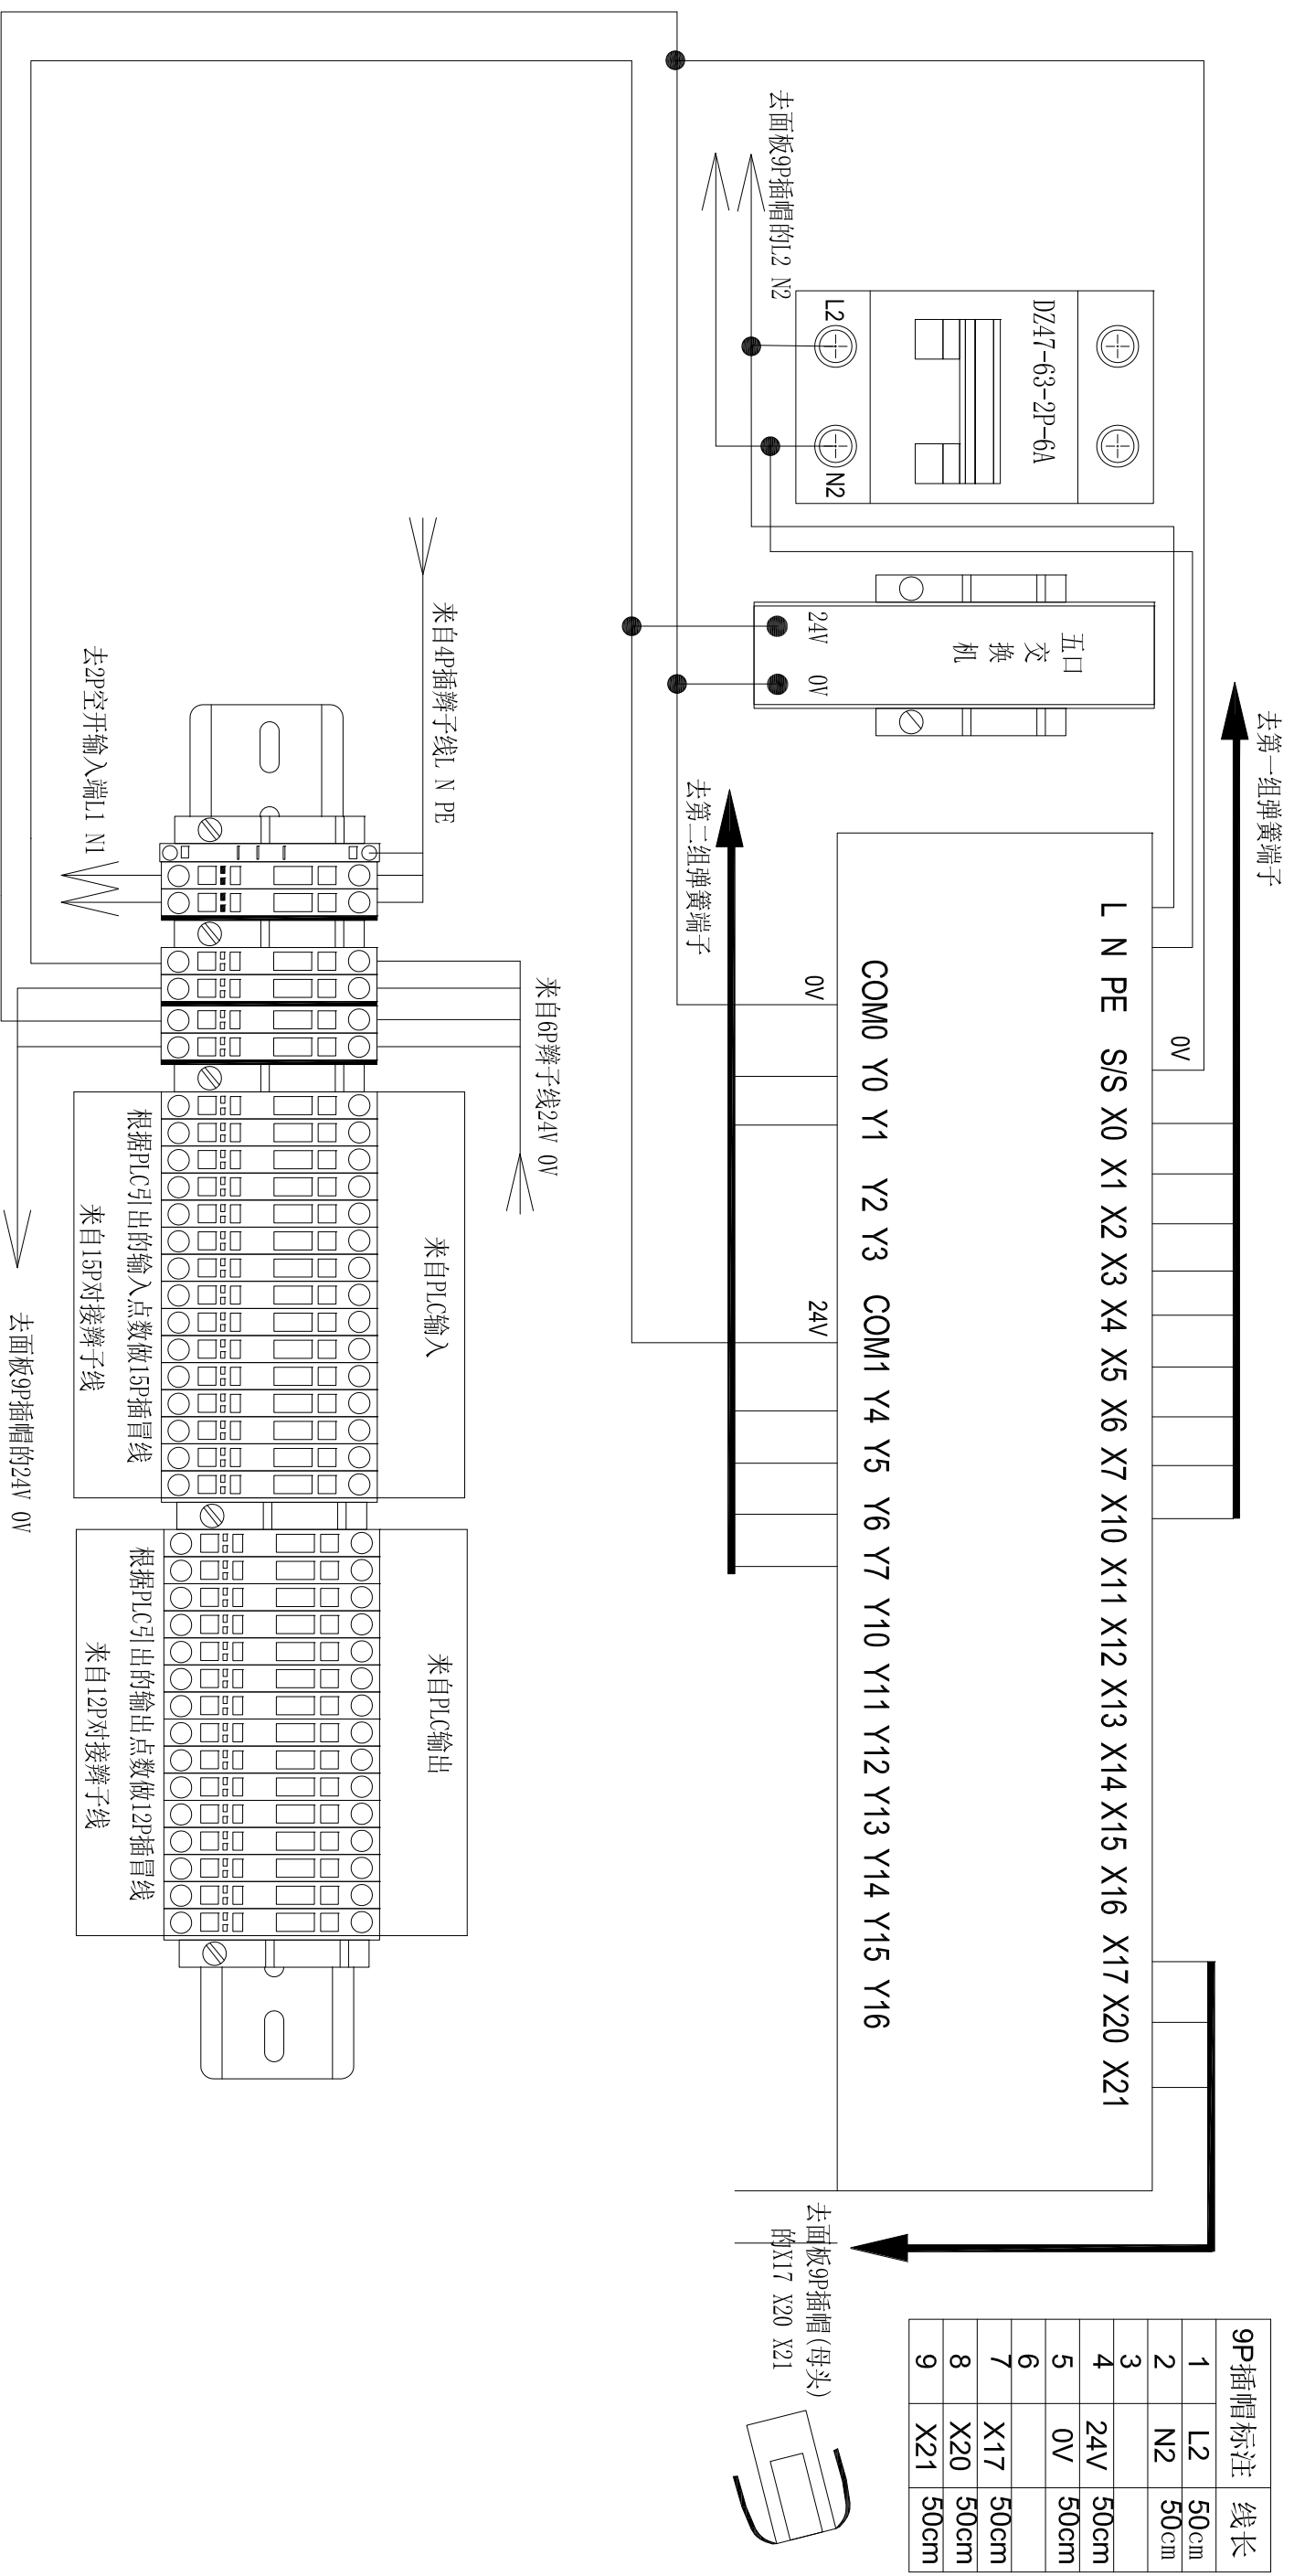 去第一组弹簧端子
去面板9P插帽的L2 N2
DZ47-63-2P-6A
L2
N2
五口
交
换
机
24V 0V
去第二组弹簧端子
L N PE S/S X0 X1 X2 X3 X4 X5 X6 X7 X10 X11 X12 X13 X14 X15 X16 X17 X20 X21
0V
COM0 Y0 Y1 Y2 Y3 COM1 Y4 Y5 Y6 Y7 Y10 Y11 Y12 Y13 Y14 Y15 Y16
0V
24V
去面板9P插帽(母头)
的X17 X20 X21
9P插帽标注 线长
1 L2 50cm
2 N2 50cm
3
4 24V 50cm
5 0V 50cm
6
7 X17 50cm
8 X20 50cm
9 X21 50cm
来自4P插辫子线L N PE
去2P空开输入端L1 N1
来自6P辫子线24V 0V
来自PLC输入
根据PLC引出的输入点数做15P插冒线
来自15P对接辫子线
来自PLC输出
根据PLC引出的输出点数做12P插冒线
来自12P对接辫子线
去面板9P插帽的24V 0V